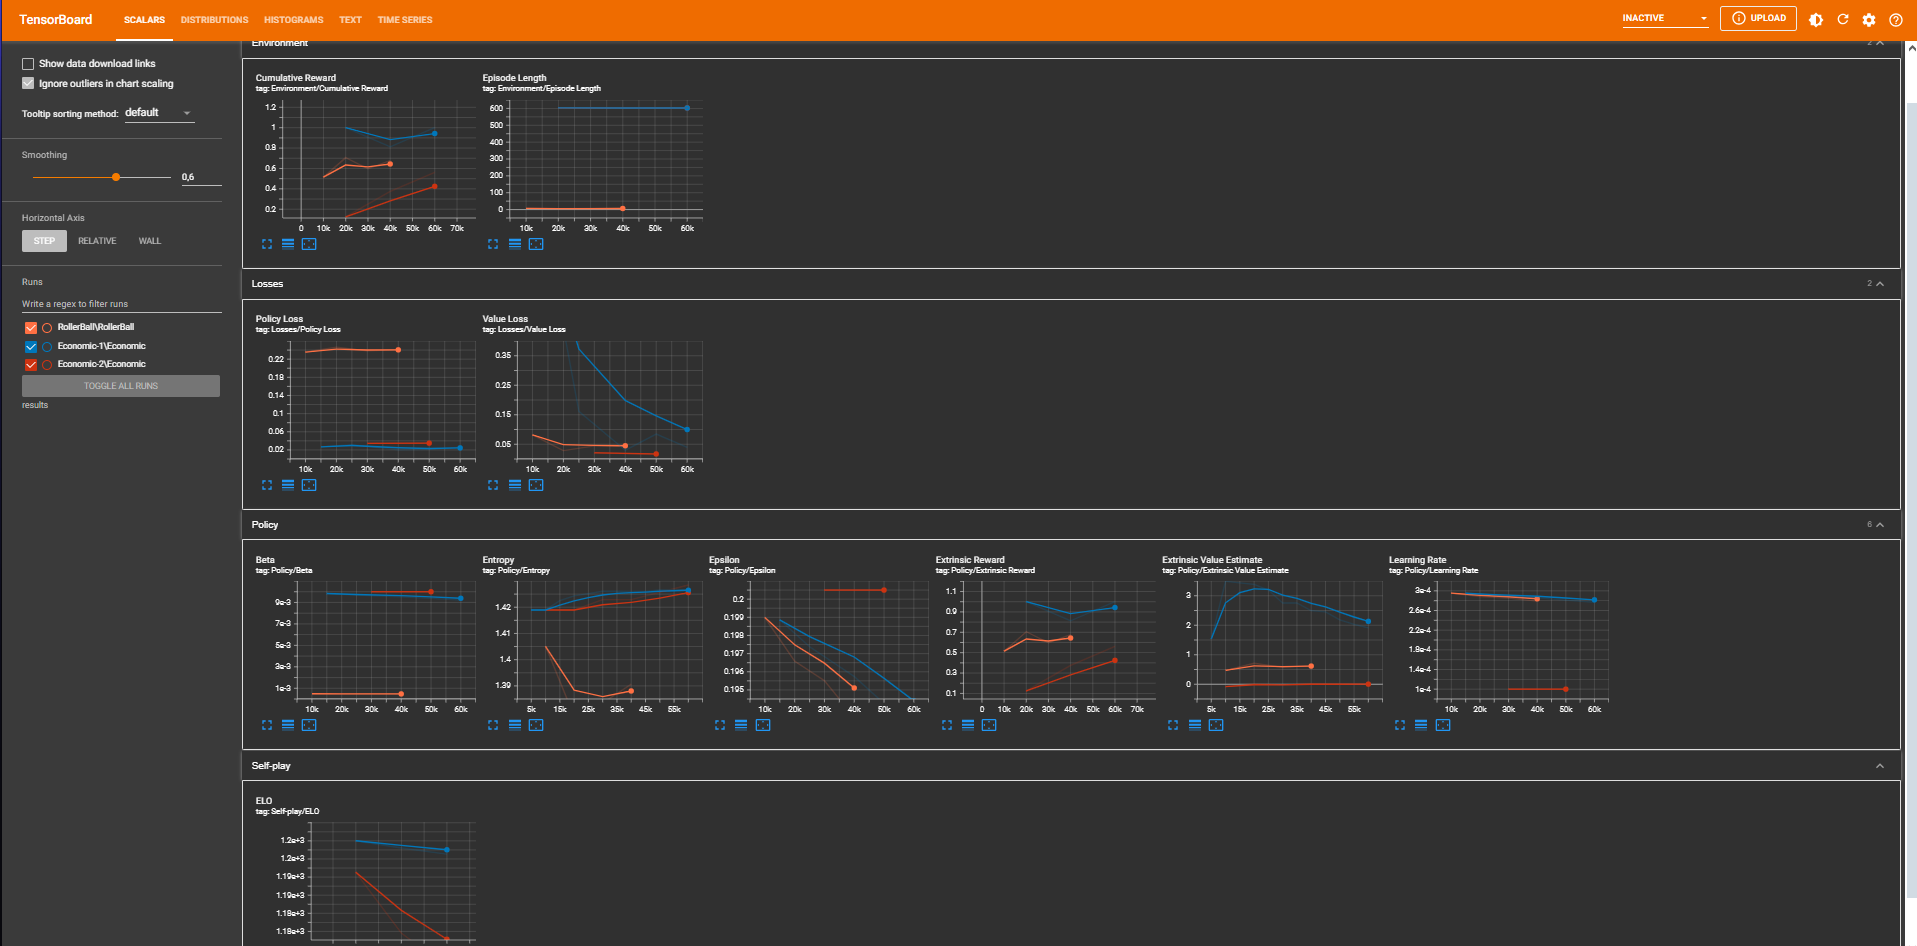 TensorBoard SCALARS DISTRIBUTIONS HISTOGRAMS TEXT TIME SERIES INACTIVE UPLOAD
Show data download links
Ignore outliers in chart scaling
Tooltip sorting method: default
Smoothing
0,6
Horizontal Axis
STEP RELATIVE WALL
Runs
Write a regex to filter runs
RollerBall\RollerBall
Economic-1\Economic
Economic-2\Economic
TOGGLE ALL RUNS
results
Environment 2
Cumulative Reward
tag: Environment/Cumulative Reward
1.2
1
0.8
0.6
0.4
0.2
0 10k 20k 30k 40k 50k 60k 70k
Episode Length
tag: Environment/Episode Length
600
500
400
300
200
100
0
10k 20k 30k 40k 50k 60k
Losses 2
Policy Loss
tag: Losses/Policy Loss
0.22
0.18
0.14
0.1
0.06
0.02
10k 20k 30k 40k 50k 60k
Value Loss
tag: Losses/Value Loss
0.35
0.25
0.15
0.05
10k 20k 30k 40k 50k 60k
Policy 6
Beta
tag: Policy/Beta
9e-3
7e-3
5e-3
3e-3
1e-3
10k 20k 30k 40k 50k 60k
Entropy
tag: Policy/Entropy
1.42
1.41
1.4
1.39
5k 15k 25k 35k 45k 55k
Epsilon
tag: Policy/Epsilon
0.2
0.199
0.198
0.197
0.196
0.195
10k 20k 30k 40k 50k 60k
Extrinsic Reward
tag: Policy/Extrinsic Reward
1.1
0.9
0.7
0.5
0.3
0.1
0 10k 20k 30k 40k 50k 60k 70k
Extrinsic Value Estimate
tag: Policy/Extrinsic Value Estimate
3
2
1
0
5k 15k 25k 35k 45k 55k
Learning Rate
tag: Policy/Learning Rate
3e-4
2.6e-4
2.2e-4
1.8e-4
1.4e-4
1e-4
10k 20k 30k 40k 50k 60k
Self-play
ELO
tag: Self-play/ELO
1.2e+3
1.2e+3
1.19e+3
1.19e+3
1.18e+3
1.18e+3